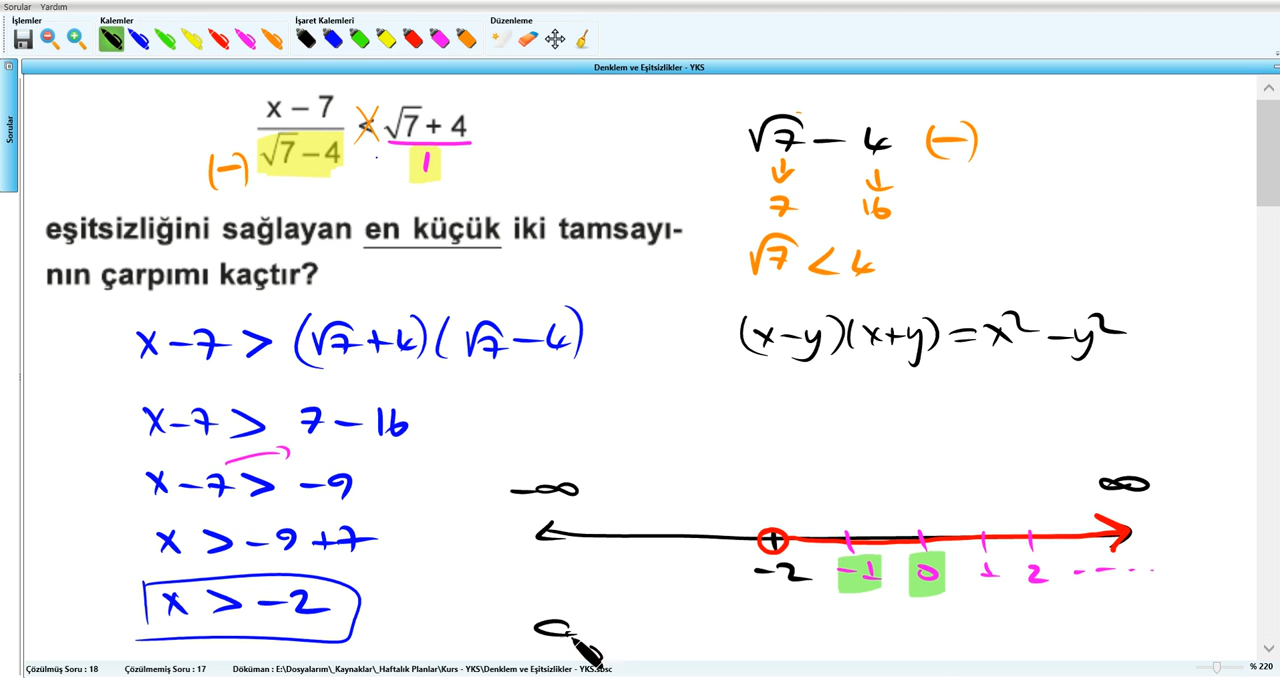 Sorular Yardım
İşlemler Kalemler İşaret Kalemleri Düzenleme
Denklem ve Eşitsizlikler - YKS
Sorular
x – 7
√7 – 4
<
√7 + 4
1
(-)
eşitsizliğini sağlayan en küçük iki tamsayı-
nın çarpımı kaçtır?
√7 - 4 (-)
7 16
√7 < 4
x-7 > (√7+4)(√7-4)
(x-y)(x+y) = x² - y²
x-7 > 7-16
x-7 > -9
x > -9+7
x > -2
-∞ ∞
-2 -1 0 1 2 ------
Çözülmüş Soru : 18 Çözülmemiş Soru : 17 Döküman : E:\Dosyalarım\_Kaynaklar\_Haftalık Planlar\Kurs - YKS\Denklem ve Eşitsizlikler - YKS.sbsc % 220